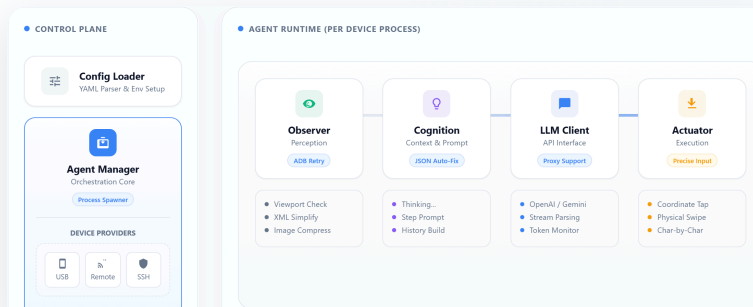 CONTROL PLANE
Config Loader
YAML Parser & Env Setup
Agent Manager
Orchestration Core
Process Spawner
DEVICE PROVIDERS
USB
Remote
SSH
AGENT RUNTIME (PER DEVICE PROCESS)
Observer
Perception
ADB Retry
Viewport Check
XML Simplify
Image Compress
Cognition
Context & Prompt
JSON Auto-Fix
Thinking...
Step Prompt
History Build
LLM Client
API Interface
Proxy Support
OpenAI / Gemini
Stream Parsing
Token Monitor
Actuator
Execution
Precise Input
Coordinate Tap
Physical Swipe
Char-by-Char